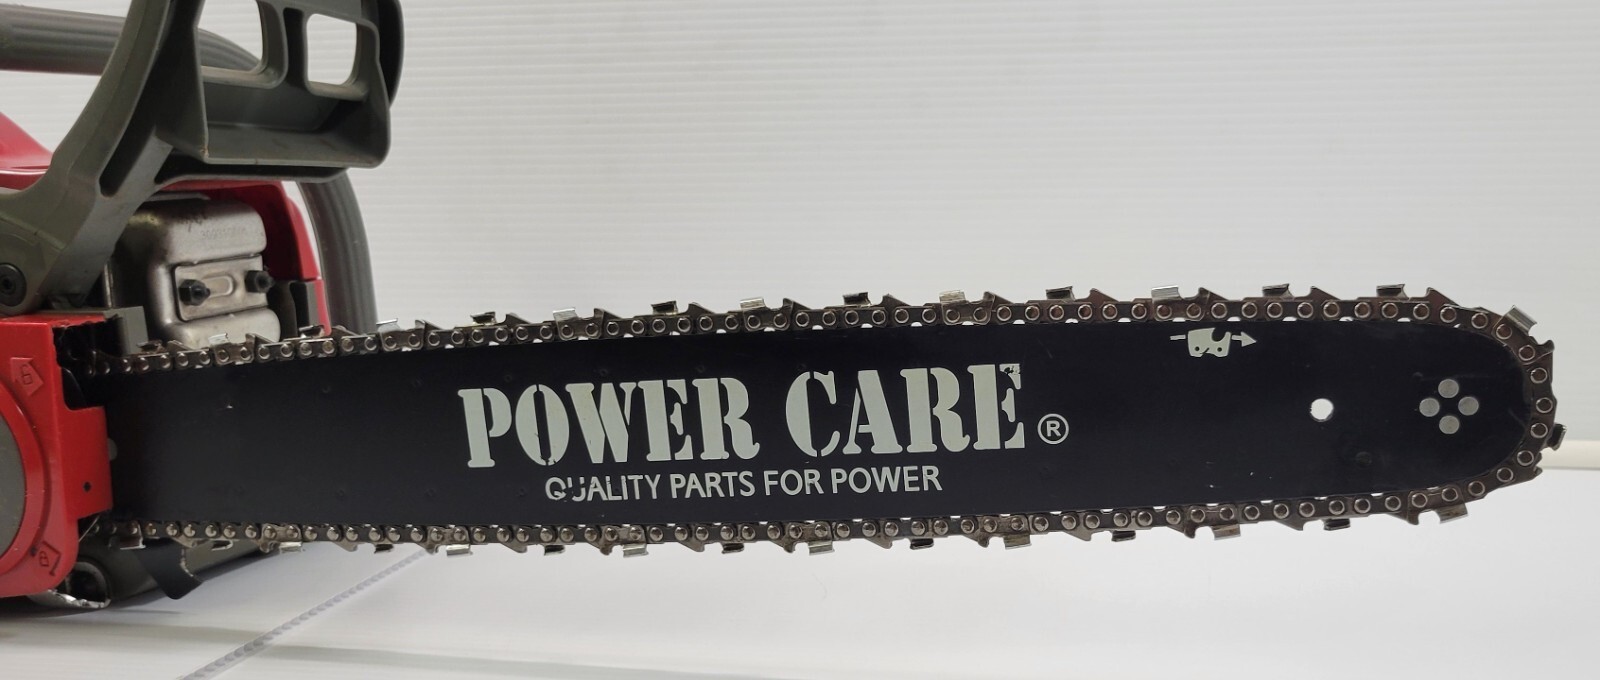 POWER CARE®
QUALITY PARTS FOR POWER